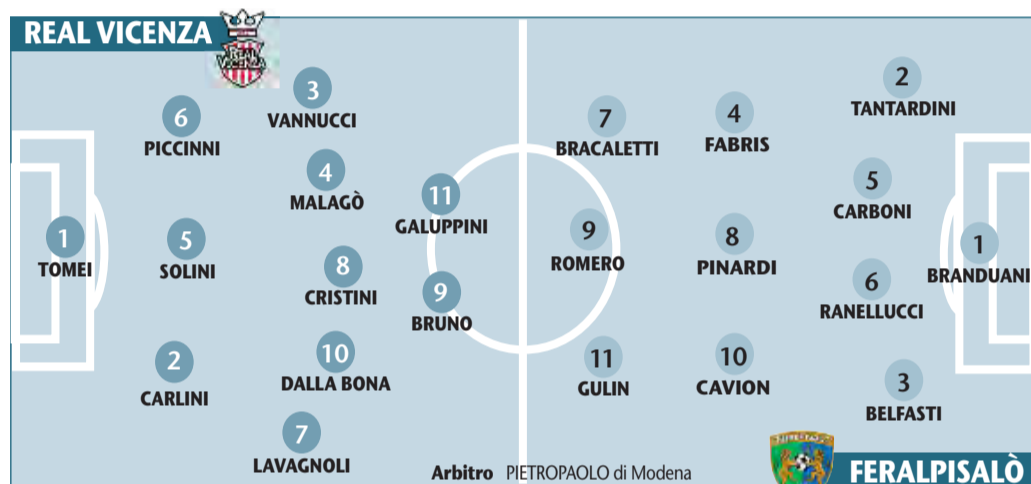 REAL VICENZA
REAL
VICENZA
3
VANNUCCI
6
PICCINNI
4
MALAGÒ
11
GALUPPINI
1
TOMEI
5
SOLINI
8
CRISTINI
9
BRUNO
2
CARLINI
10
DALLA BONA
7
LAVAGNOLI
2
TANTARDINI
7
BRACALETTI
4
FABRIS
5
CARBONI
9
ROMERO
8
PINARDI
1
BRANDUANI
6
RANELLUCCI
11
GULIN
10
CAVION
3
BELFASTI
Arbitro PIETROPAOLO di Modena
FERALPISALÒ